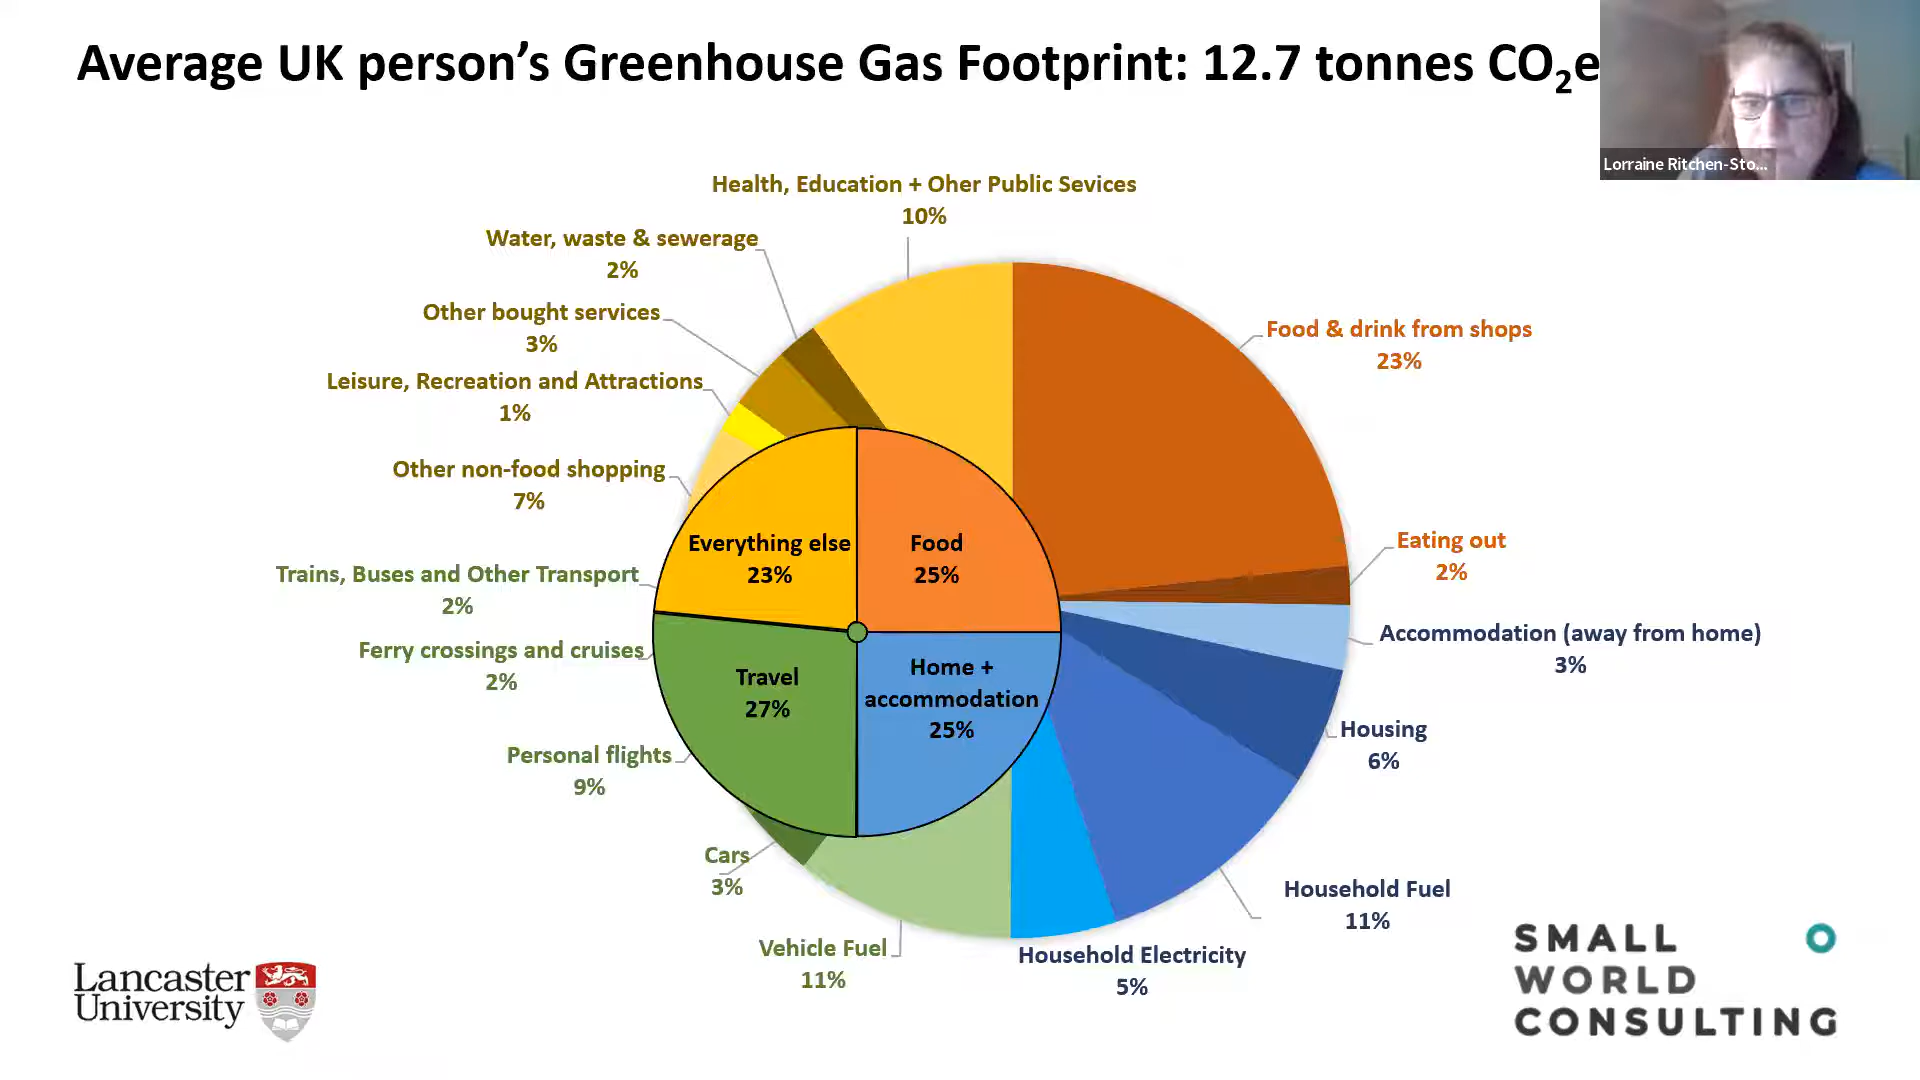 Average UK person’s Greenhouse Gas Footprint: 12.7 tonnes CO₂e
Lorraine Ritchen-Sto...
Health, Education + Oher Public Sevices
10%
Water, waste & sewerage
2%
Other bought services
3%
Leisure, Recreation and Attractions
1%
Other non-food shopping
7%
Trains, Buses and Other Transport
2%
Ferry crossings and cruises
2%
Personal flights
9%
Cars
3%
Vehicle Fuel
11%
Household Electricity
5%
Household Fuel
11%
Housing
6%
Accommodation (away from home)
3%
Eating out
2%
Food & drink from shops
23%
Everything else
23%
Food
25%
Travel
27%
Home +
accommodation
25%
Lancaster
University
SMALL
WORLD
CONSULTING